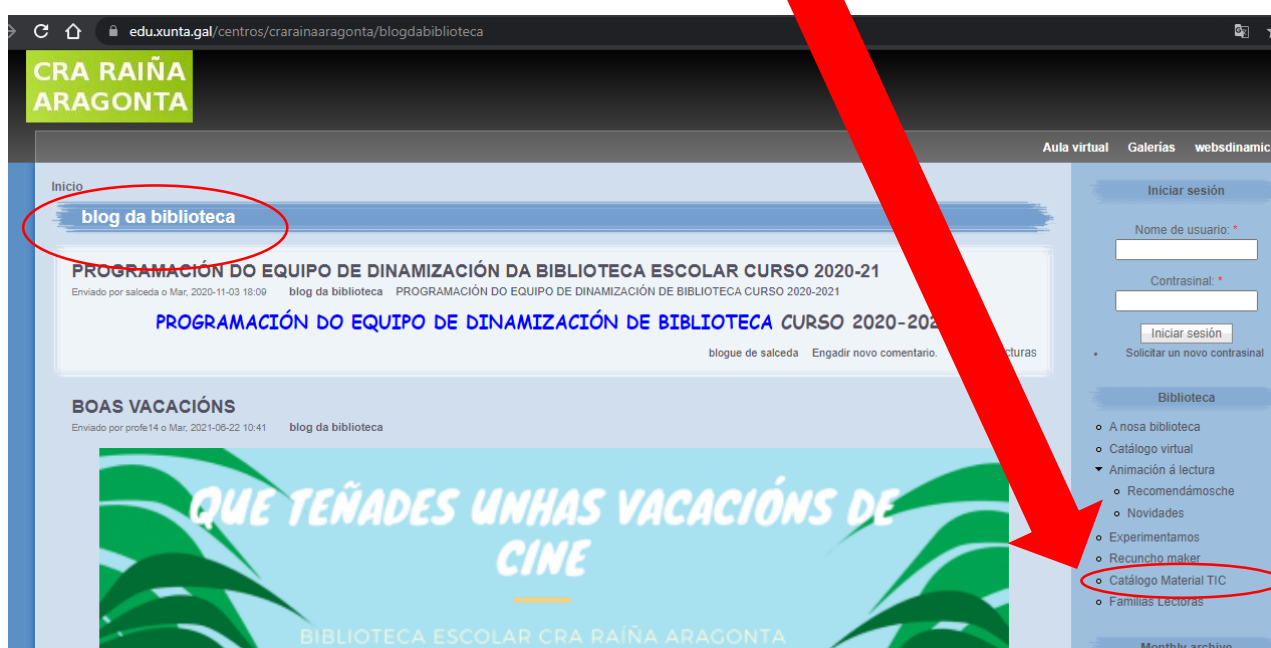 edu.xunta.gal/centros/crarainaaragonta/blogdabiblioteca
CRA RAIÑA
ARAGONTA
Aula virtual Galerías websdinamic
Inicio
blog da biblioteca
PROGRAMACIÓN DO EQUIPO DE DINAMIZACIÓN DA BIBLIOTECA ESCOLAR CURSO 2020-21
Enviado por salceda o Mar, 2020-11-03 18:09 blog da biblioteca PROGRAMACIÓN DO EQUIPO DE DINAMIZACIÓN DE BIBLIOTECA CURSO 2020-2021
PROGRAMACIÓN DO EQUIPO DE DINAMIZACIÓN DE BIBLIOTECA CURSO 2020-202
blogue de salceda Engadir novo comentario. cturas
BOAS VACACIÓNS
Enviado por profe14 o Mar, 2021-06-22 10:41 blog da biblioteca
QUE TEÑADES UNHAS VACACIÓNS DE
CINE
BIBLIOTECA ESCOLAR CRA RAÍÑA ARAGONTA
Iniciar sesión
Nome de usuario: *
Contrasinal: *
Iniciar sesión
Solicitar un novo contrasinal
Biblioteca
A nosa biblioteca
Catálogo virtual
Animación á lectura
Recomendámosche
Novidades
Experimentamos
Recuncho maker
Catálogo Material TIC
Familias Lectoras
Monthly archive